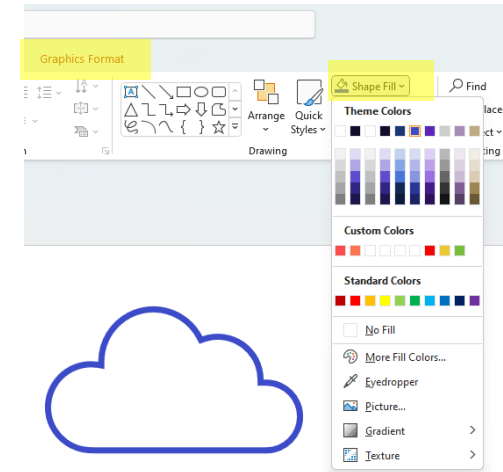 Graphics Format
Shape Fill
Find
Arrange
Quick
Styles
Drawing
Theme Colors
Custom Colors
Standard Colors
No Fill
More Fill Colors...
Eyedropper
Picture...
Gradient
Texture